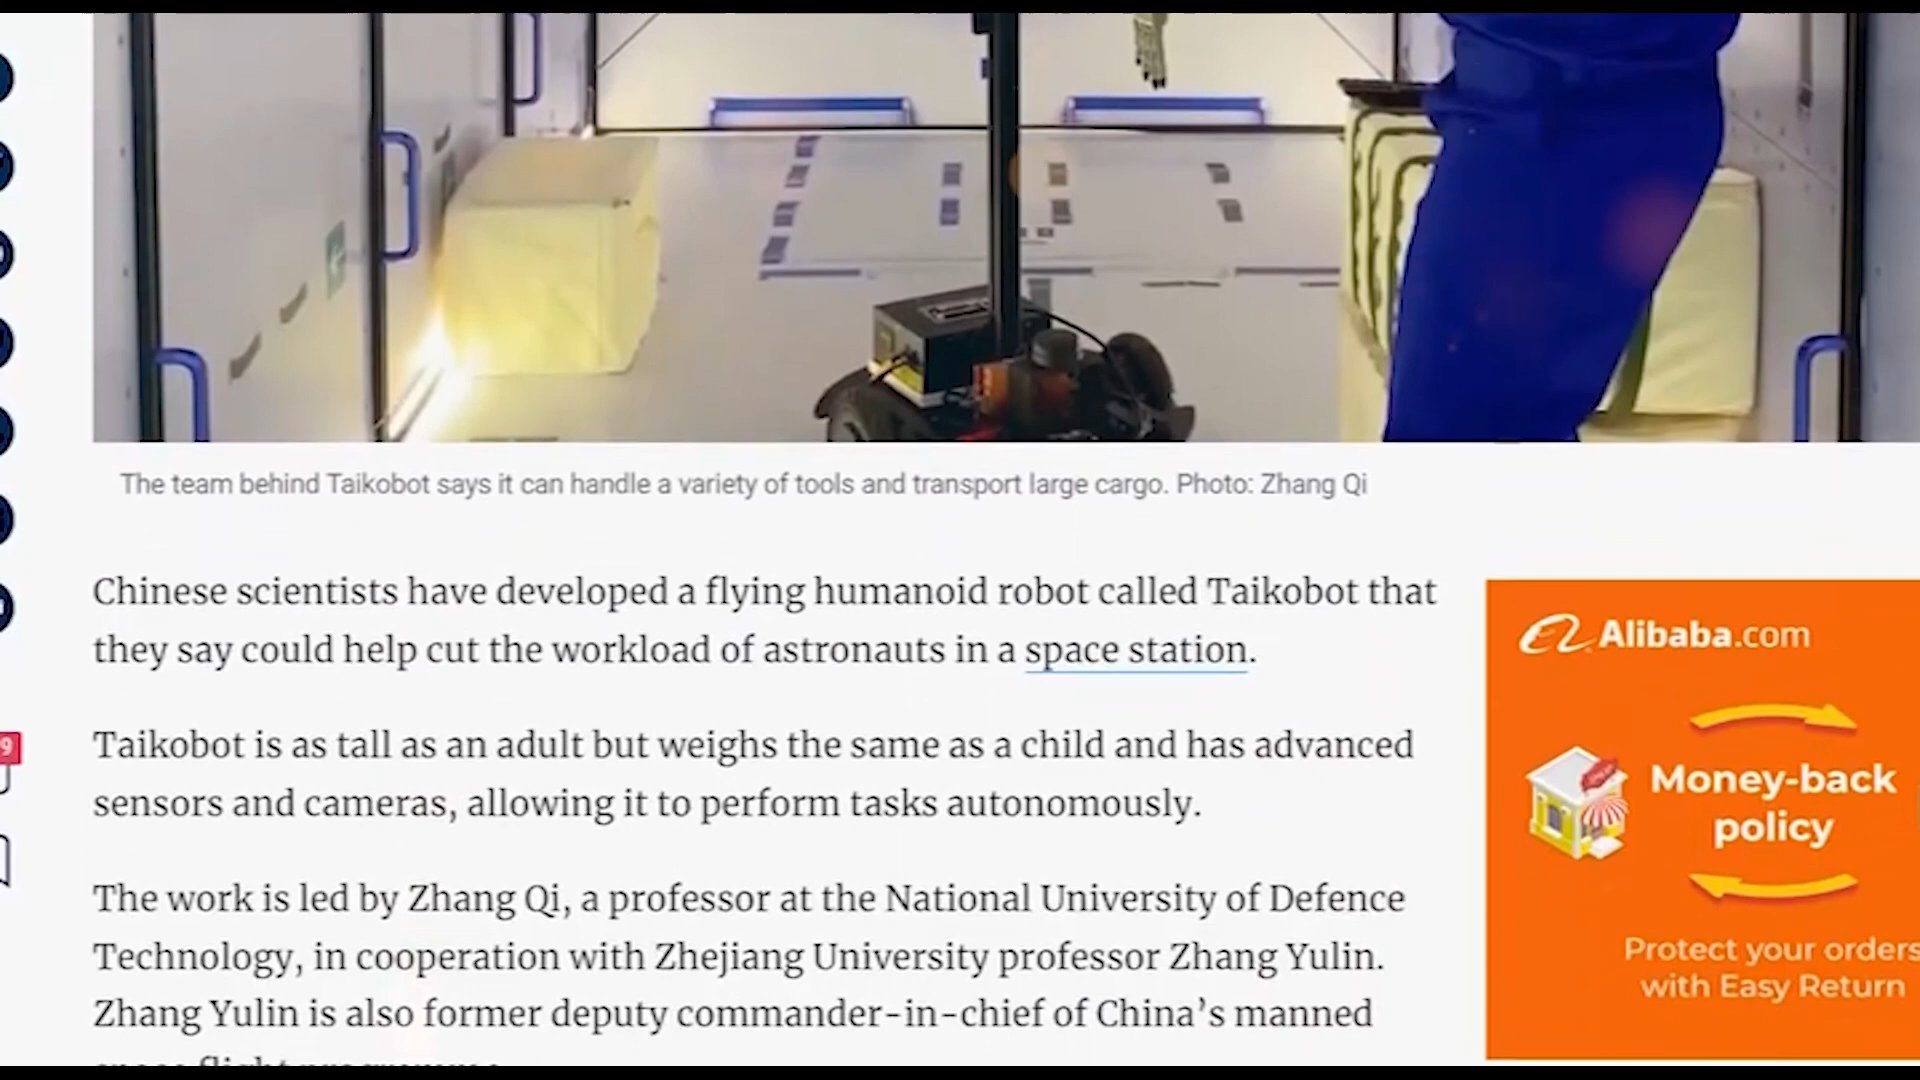 The team behind Taikobot says it can handle a variety of tools and transport large cargo. Photo: Zhang Qi
Chinese scientists have developed a flying humanoid robot called Taikobot that
they say could help cut the workload of astronauts in a space station.
Taikobot is as tall as an adult but weighs the same as a child and has advanced
sensors and cameras, allowing it to perform tasks autonomously.
The work is led by Zhang Qi, a professor at the National University of Defence
Technology, in cooperation with Zhejiang University professor Zhang Yulin.
Zhang Yulin is also former deputy commander-in-chief of China's manned
9
Alibaba.com
Money-back
policy
Protect your orders
with Easy Return